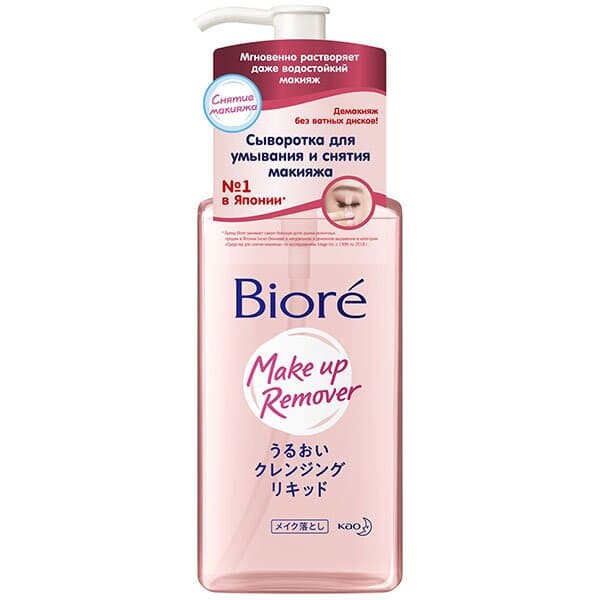 Мгновенно растворяет
даже водостойкий
макияж
Снятие
макияжа
Демакияж
без ватных дисков!
Сыворотка для
умывания и снятия
макияжа
№1
в Японии*
Bioré
Make up
Remover
うるおい
クレンジング
リキッド
メイク落とし
Kao